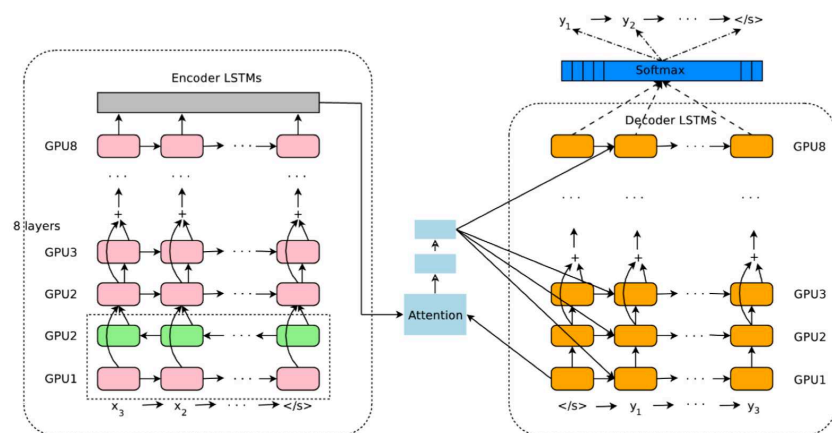 y1 y2 · · · </s>
Softmax
Encoder LSTMs
Decoder LSTMs
GPU8 · · ·
· · · GPU8
· · ·
· · ·
+ + +
8 layers
+ + +
GPU3 · · ·
GPU2 · · ·
· · · GPU3
Attention
GPU2 · · ·
· · · GPU2
GPU1 · · ·
· · · GPU1
x3 x2 · · · </s>
</s> y1 · · · y3